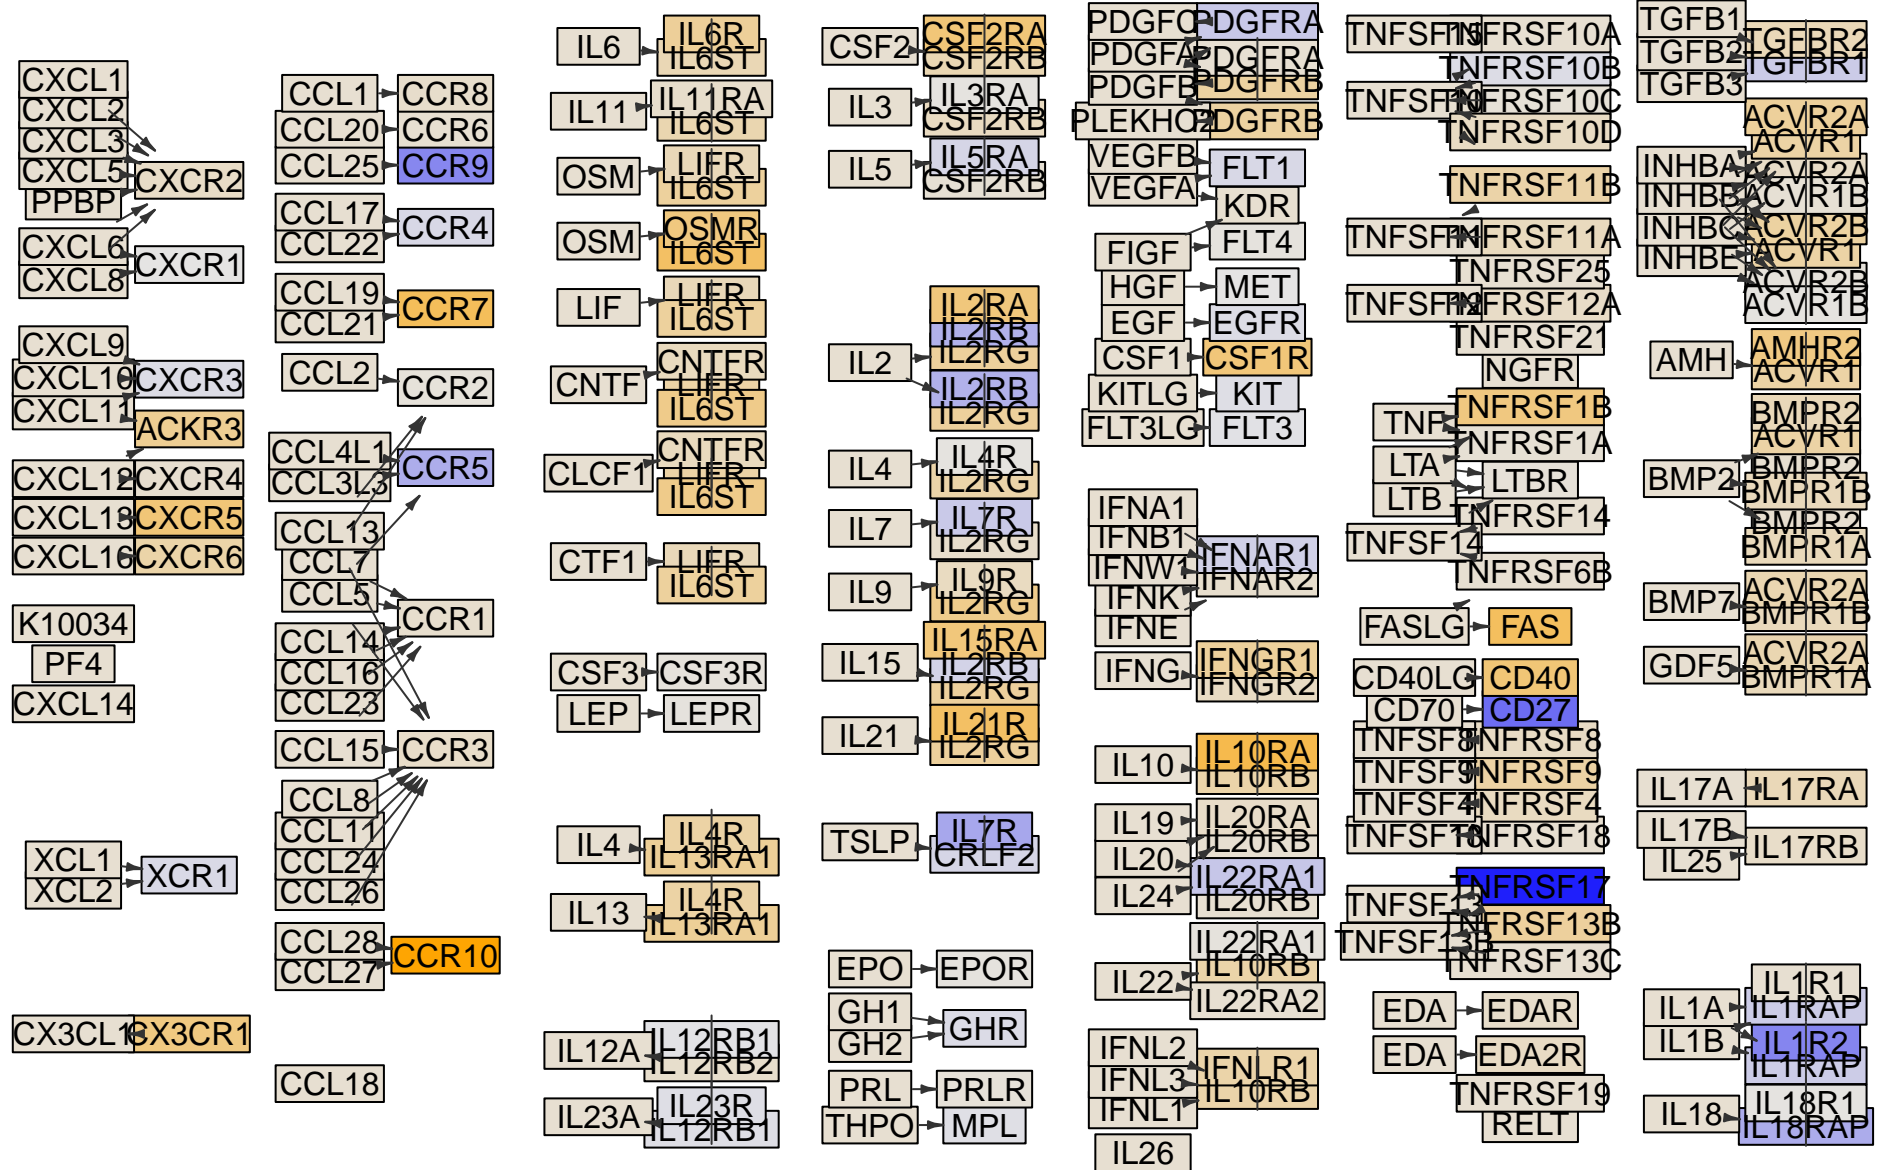 CXCL1
CXCL2
CXCL3
CXCL5
PPBP
CXCR2
CXCL6
CXCL8
CXCR1
CXCL9
CXCL10
CXCL11
CXCR3
ACKR3
CXCL12
CXCR4
CXCL13
CXCR5
CXCL16
CXCR6
K10034
PF4
CXCL14
XCL1
XCL2
XCR1
CX3CL1
CX3CR1
CCL1
CCR8
CCL20
CCR6
CCL25
CCR9
CCL17
CCL22
CCR4
CCL19
CCL21
CCR7
CCL2
CCR2
CCL4L1
CCL3L3
CCR5
CCL13
CCL7
CCL5
CCR1
CCL14
CCL16
CCL23
CCL15
CCR3
CCL8
CCL11
CCL24
CCL26
CCL28
CCL27
CCR10
CCL18
IL6
IL6R
IL6ST
IL11
IL11RA
IL6ST
OSM
LIFR
IL6ST
OSM
OSMR
IL6ST
LIF
LIFR
IL6ST
CNTF
CNTFR
LIFR
IL6ST
CLCF1
CNTFR
LIFR
IL6ST
CTF1
LIFR
IL6ST
CSF3
CSF3R
LEP
LEPR
IL4
IL4R
IL13RA1
IL13
IL4R
IL13RA1
IL12A
IL12RB1
IL12RB2
IL23A
IL23R
IL12RB1
CSF2
CSF2RA
CSF2RB
IL3
IL3RA
CSF2RB
IL5
IL5RA
CSF2RB
IL2
IL2RA
IL2RB
IL2RG
IL2RB
IL2RG
IL4
IL4R
IL2RG
IL7
IL7R
IL2RG
IL9
IL9R
IL2RG
IL15
IL15RA
IL2RB
IL2RG
IL21
IL21R
IL2RG
TSLP
IL7R
CRLF2
EPO
EPOR
GH1
GH2
GHR
PRL
PRLR
THPO
MPL
PDGFC
PDGFRA
PDGFA
PDGFRA
PDGFB
PDGFRB
PLEKHO2
PDGFRB
VEGFB
VEGFA
FLT1
KDR
FIGF
FLT4
HGF
MET
EGF
EGFR
CSF1
CSF1R
KITLG
KIT
FLT3LG
FLT3
IFNA1
IFNB1
IFNW1
IFNK
IFNE
IFNAR1
IFNAR2
IFNG
IFNGR1
IFNGR2
IL10
IL10RA
IL10RB
IL19
IL20
IL24
IL20RA
IL20RB
IL22RA1
IL20RB
IL22
IL22RA1
IL10RB
IL22RA2
IFNL2
IFNL3
IFNL1
IFNLR1
IL10RB
IL26
TNFSF15
TNFRSF10A
TNFRSF10B
TNFSF10
TNFRSF10C
TNFRSF10D
TNFRSF11B
TNFSF11
TNFRSF11A
TNFRSF25
TNFSF12
TNFRSF12A
TNFRSF21
NGFR
TNFRSF1B
TNF
TNFRSF1A
LTA
LTB
LTBR
TNFRSF14
TNFSF14
TNFRSF6B
FASLG
FAS
CD40LG
CD40
CD70
CD27
TNFSF8
TNFRSF8
TNFSF9
TNFRSF9
TNFSF4
TNFRSF4
TNFSF18
TNFRSF18
TNFRSF17
TNFSF13
TNFRSF13B
TNFSF13B
TNFRSF13C
EDA
EDAR
EDA
EDA2R
TNFRSF19
RELT
TGFB1
TGFB2
TGFB3
TGFBR2
TGFBR1
ACVR2A
ACVR1
INHBA
INHBB
INHBC
INHBE
ACVR2A
ACVR1B
ACVR2B
ACVR1
ACVR2B
ACVR1B
AMH
AMHR2
ACVR1
BMPR2
ACVR1
BMP2
BMPR2
BMPR1B
BMPR2
BMPR1A
BMP7
ACVR2A
BMPR1B
GDF5
ACVR2A
BMPR1A
IL17A
IL17RA
IL17B
IL25
IL17RB
IL1A
IL1B
IL1R1
IL1RAP
IL1R2
IL1RAP
IL18
IL18R1
IL18RAP